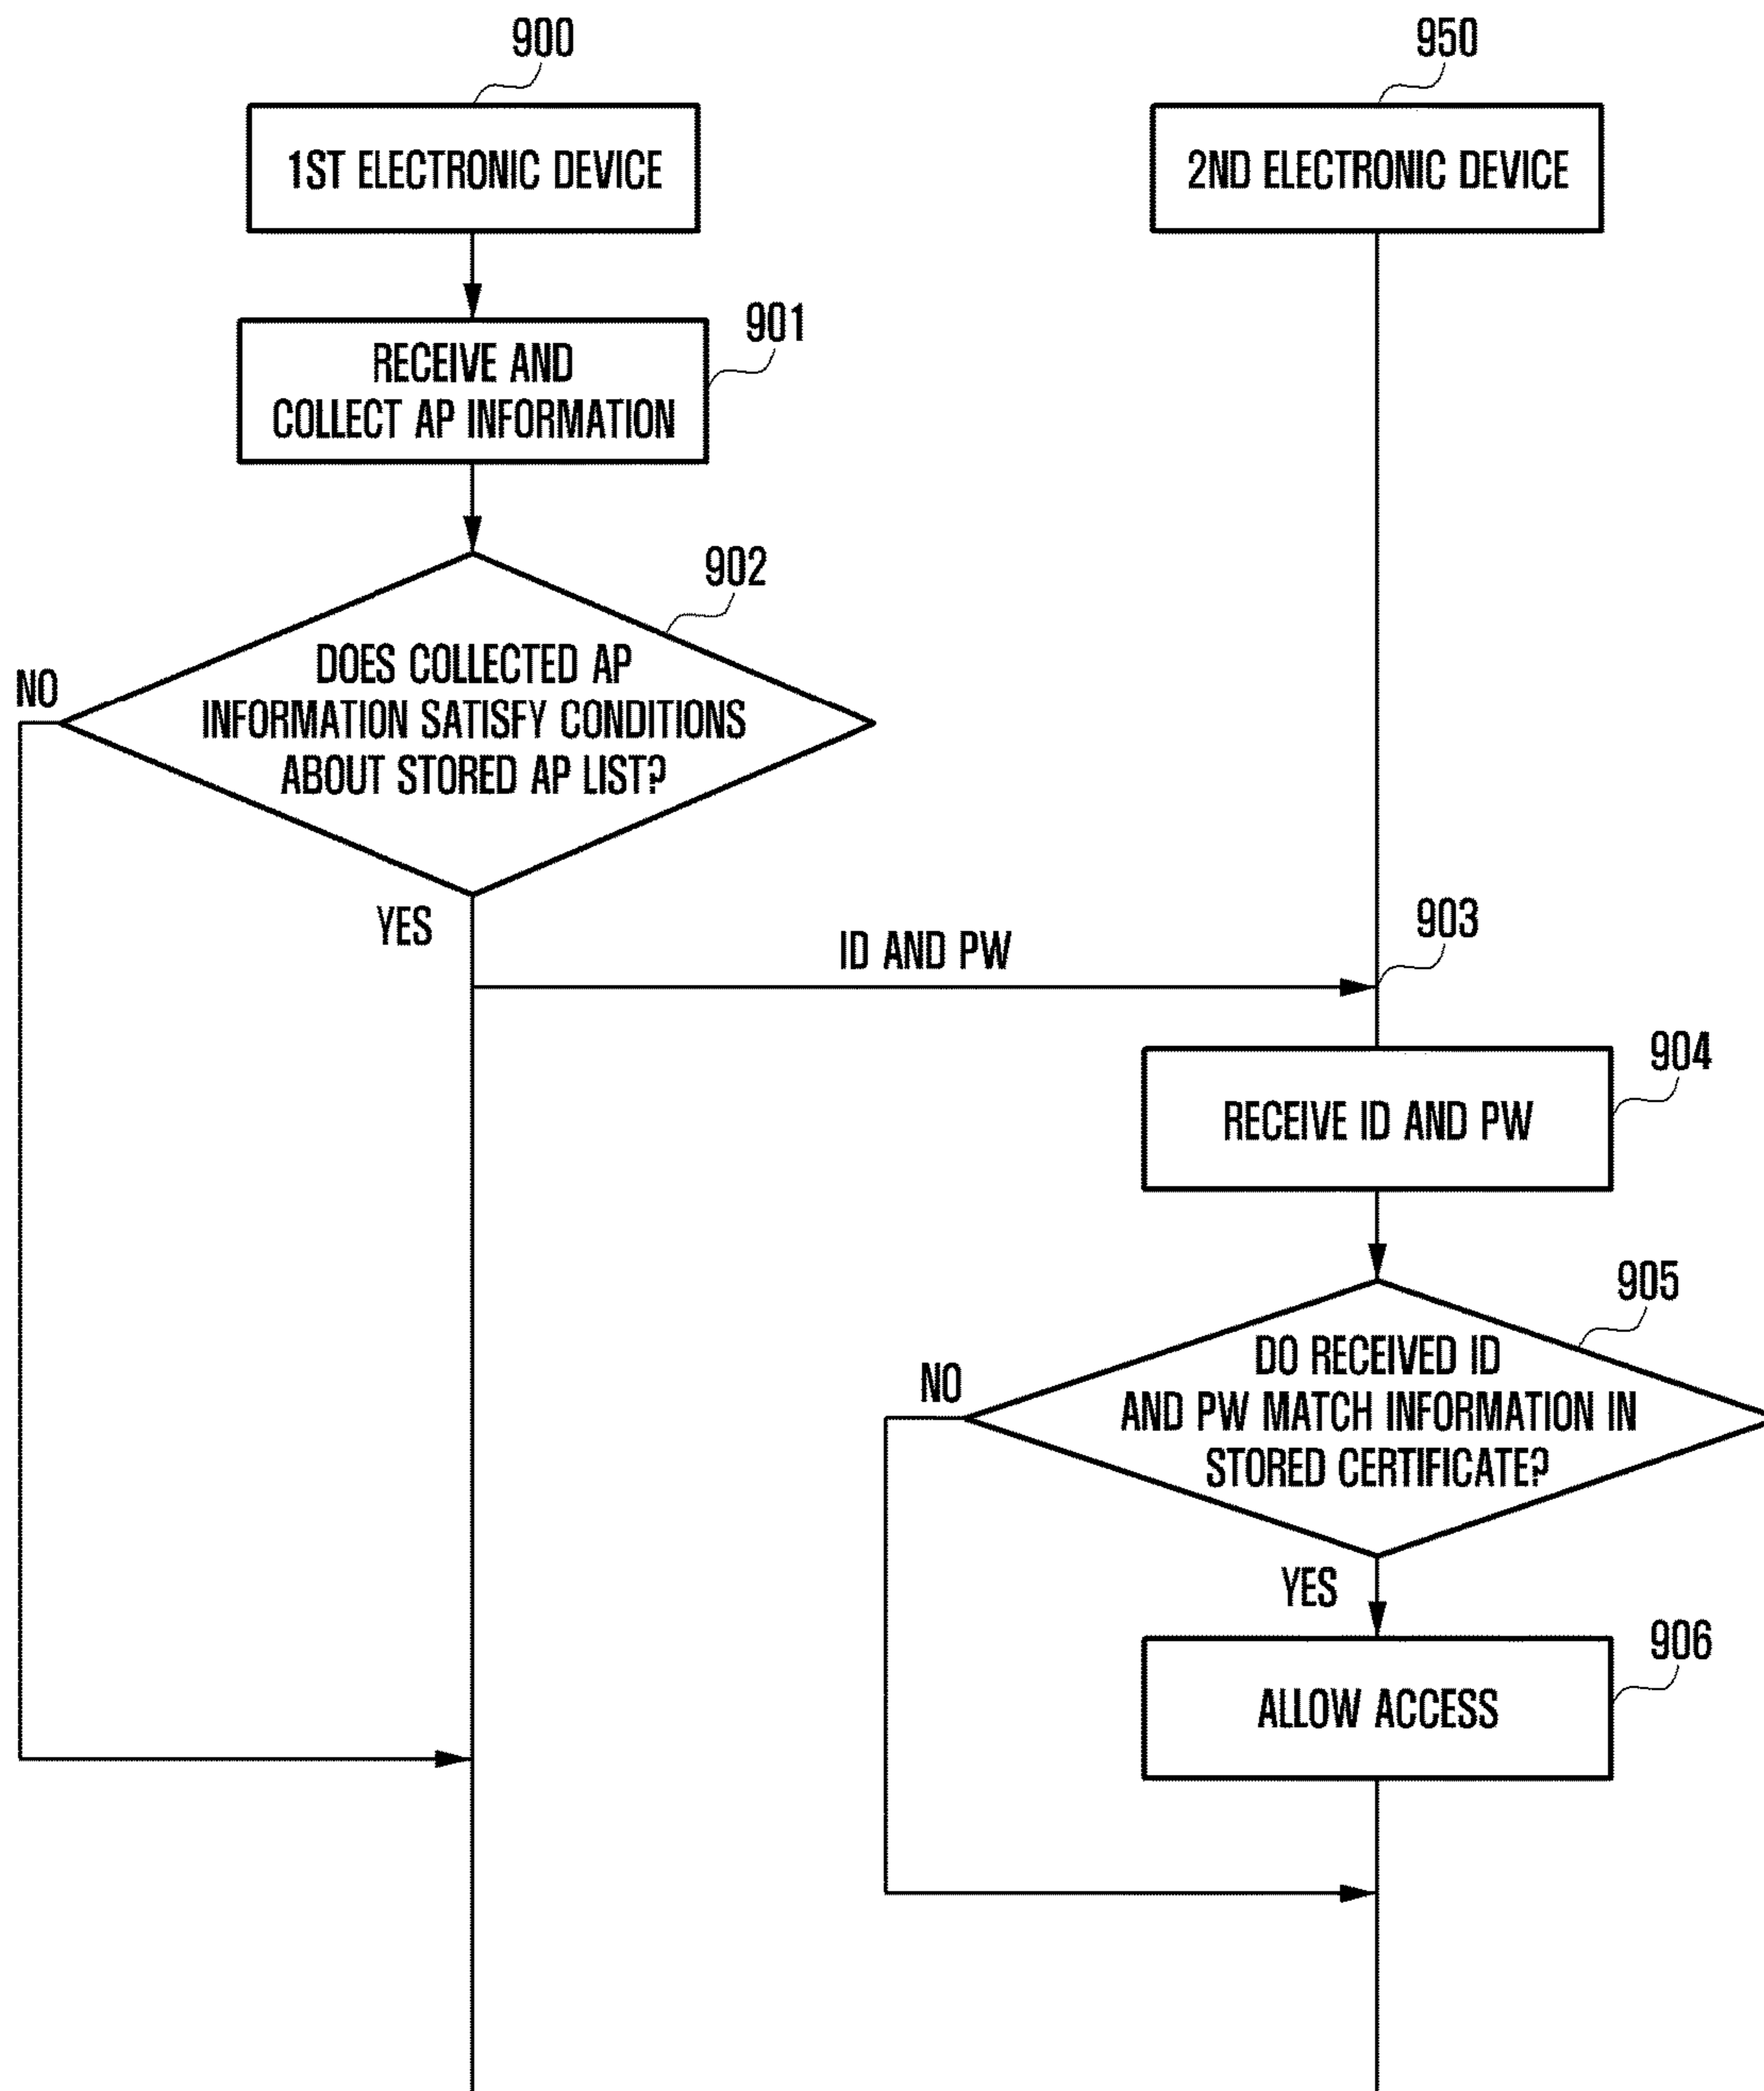 900
950
1ST ELECTRONIC DEVICE
2ND ELECTRONIC DEVICE
901
RECEIVE AND
COLLECT AP INFORMATION
902
DOES COLLECTED AP
INFORMATION SATISFY CONDITIONS
ABOUT STORED AP LIST?
NO
YES
ID AND PW
903
904
RECEIVE ID AND PW
905
DO RECEIVED ID
AND PW MATCH INFORMATION IN
STORED CERTIFICATE?
NO
YES
906
ALLOW ACCESS